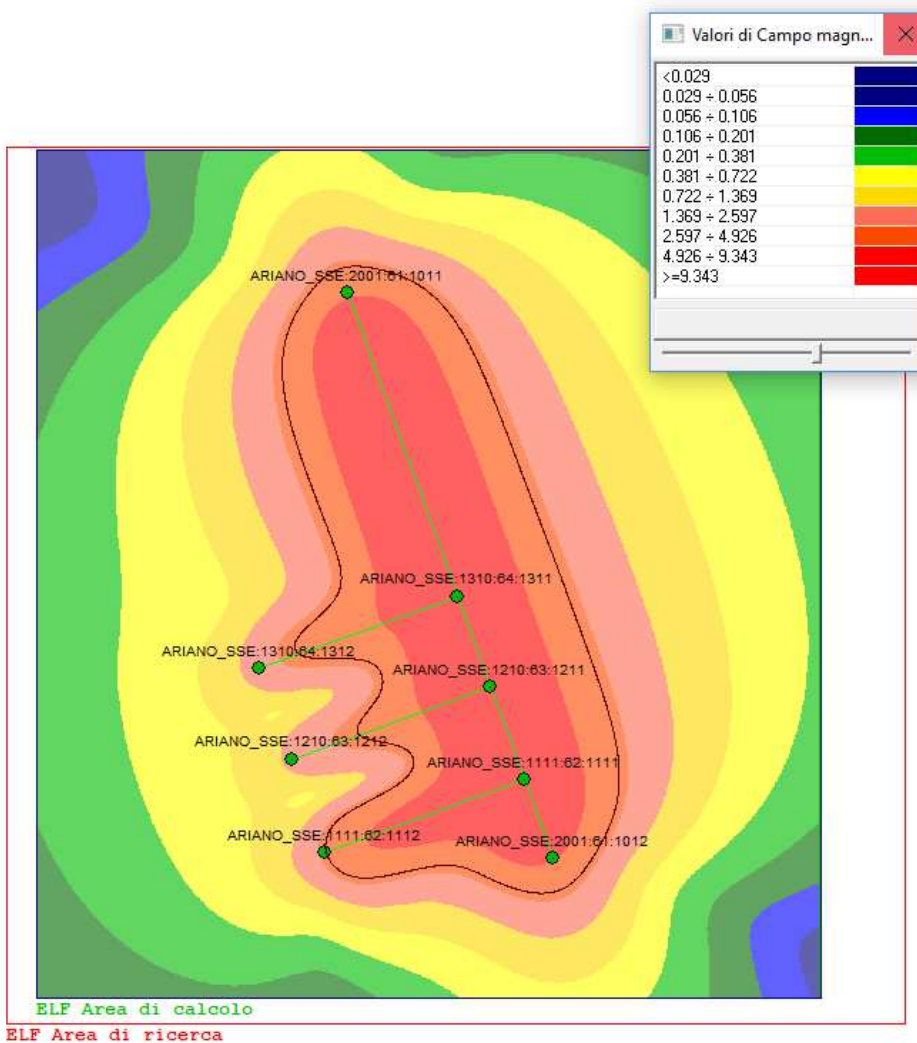 Valori di Campo magn...
<0.029
0.029 ÷ 0.056
0.056 ÷ 0.106
0.106 ÷ 0.201
0.201 ÷ 0.381
0.381 ÷ 0.722
0.722 ÷ 1.369
1.369 ÷ 2.597
2.597 ÷ 4.926
4.926 ÷ 9.343
>=9.343
ARIANO_SSE:2001:61:1011
ARIANO_SSE:1310:64:1311
ARIANO_SSE:1310:64:1312
ARIANO_SSE:1210:63:1211
ARIANO_SSE:1210:63:1212
ARIANO_SSE:1111:62:1111
ARIANO_SSE:1111:62:1112
ARIANO_SSE:2001:61:1012
ELF Area di calcolo
ELF Area di ricerca